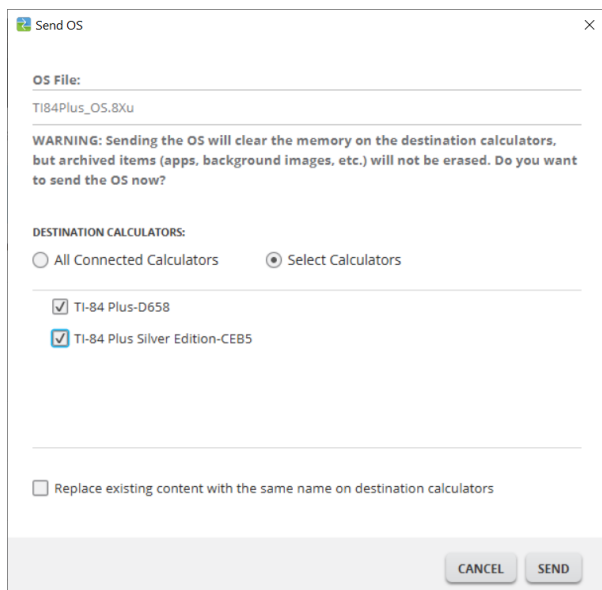 Send OS
OS File:
TI84Plus_OS.8Xu
WARNING: Sending the OS will clear the memory on the destination calculators,
but archived items (apps, background images, etc.) will not be erased. Do you want
to send the OS now?
DESTINATION CALCULATORS:
All Connected Calculators Select Calculators
TI-84 Plus-D658
TI-84 Plus Silver Edition-CEB5
Replace existing content with the same name on destination calculators
CANCEL SEND